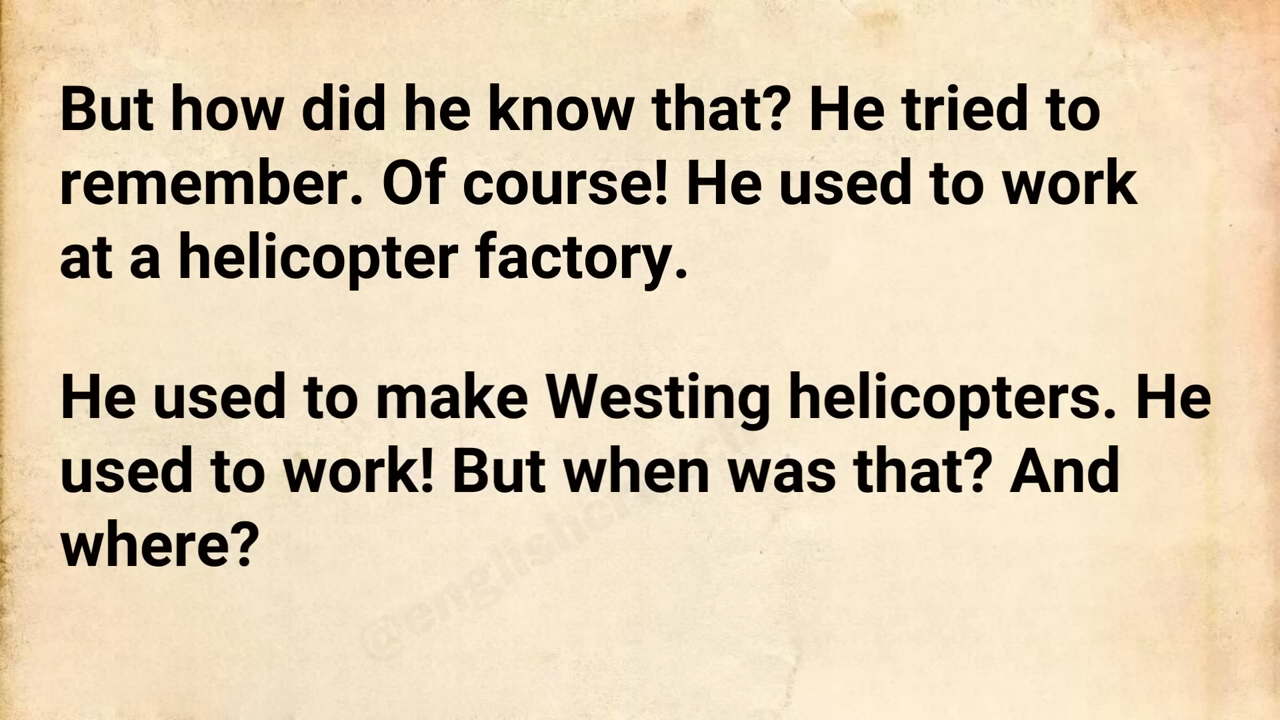 But how did he know that? He tried to
remember. Of course! He used to work
at a helicopter factory.
He used to make Westing helicopters. He
used to work! But when was that? And
where?